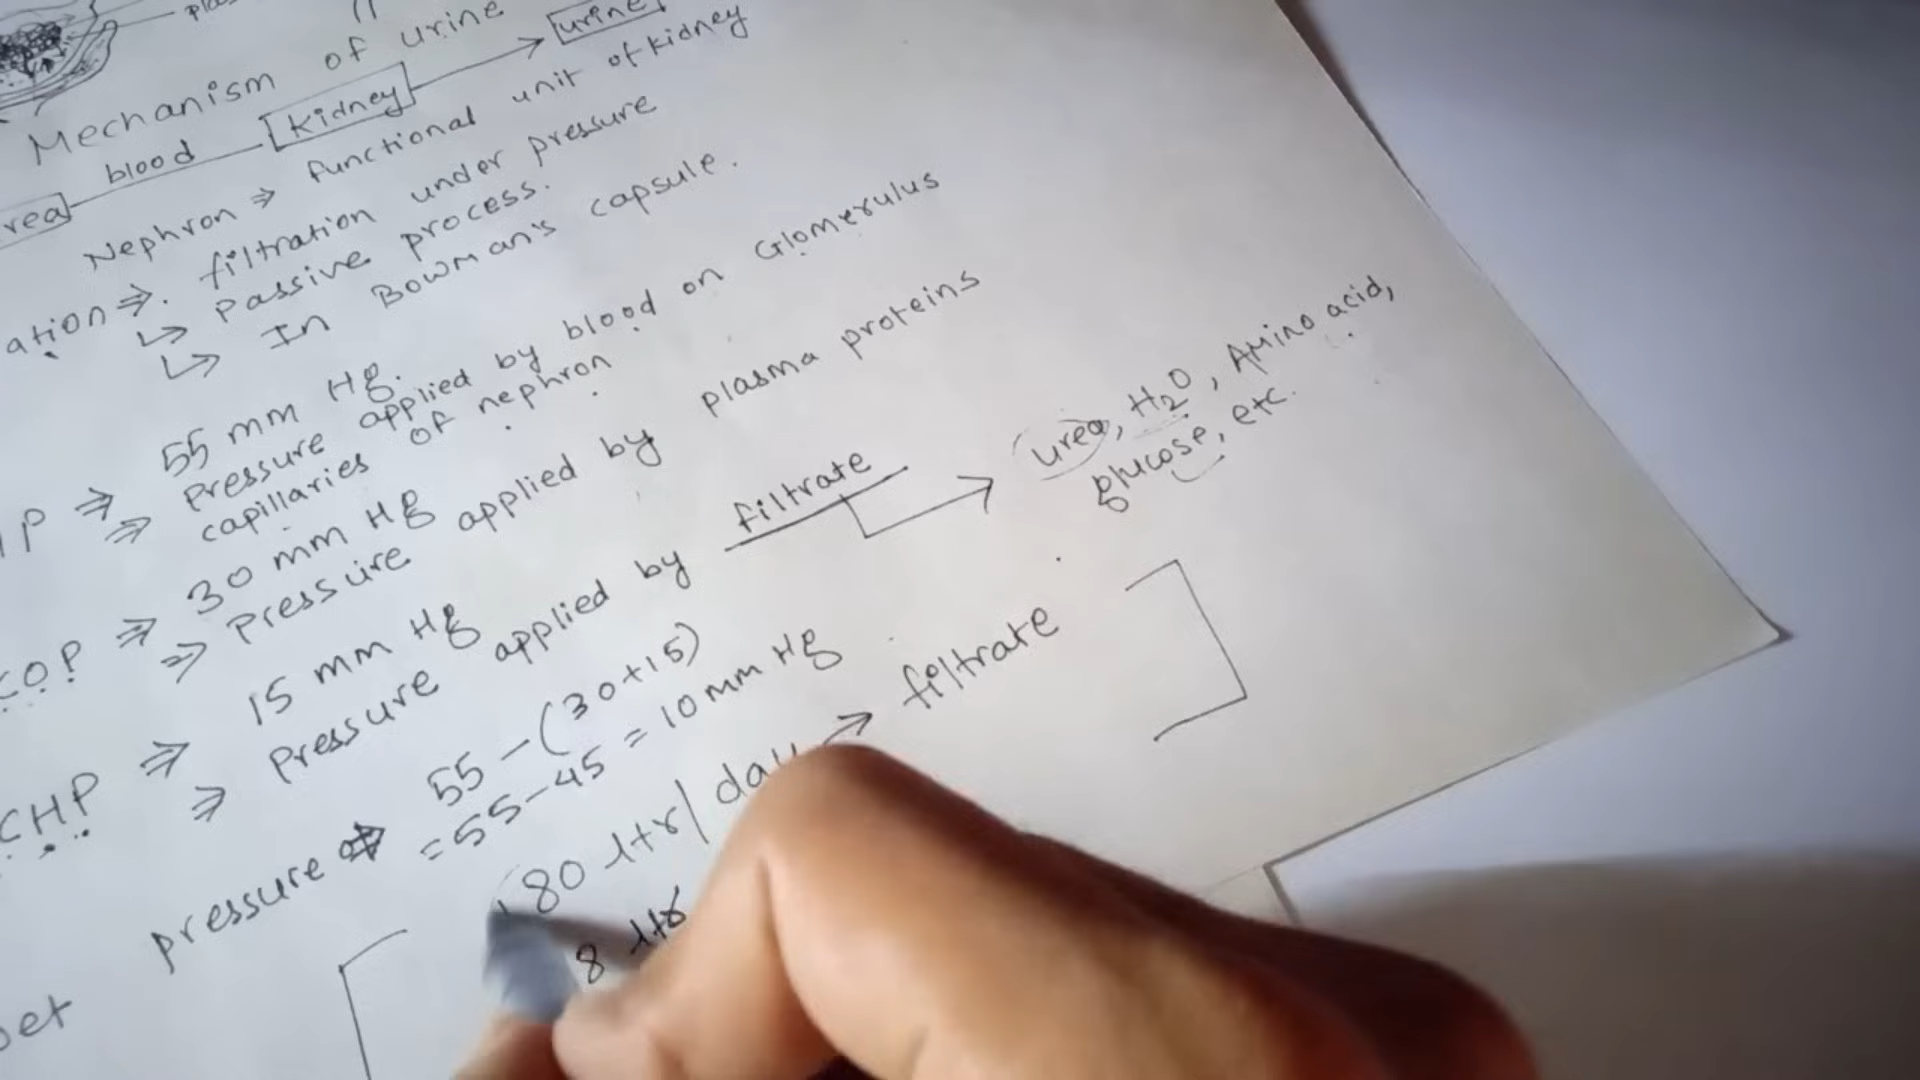 Mechanism of urine
blood [Kidney] → urine
Nephron ⇒ functional unit of kidney
ation ⇒ . filtration under pressure
↳ Passive process.
↳ In Bowman's capsule.
P ⇒ 55 mm Hg.
⇒ Pressure applied by blood on Glomerulus
capillaries of nephron
COP ⇒ 30 mm Hg
⇒ Pressure applied by plasma proteins
CHP ⇒ 15 mm Hg
⇒ Pressure applied by filtrate → urea, H2O, Amino acid,
glucose, etc.
pressure ⇒ 55 - (30+15)
= 55 - 45 = 10 mm Hg
180 ltr/day → filtrate
8 ltr